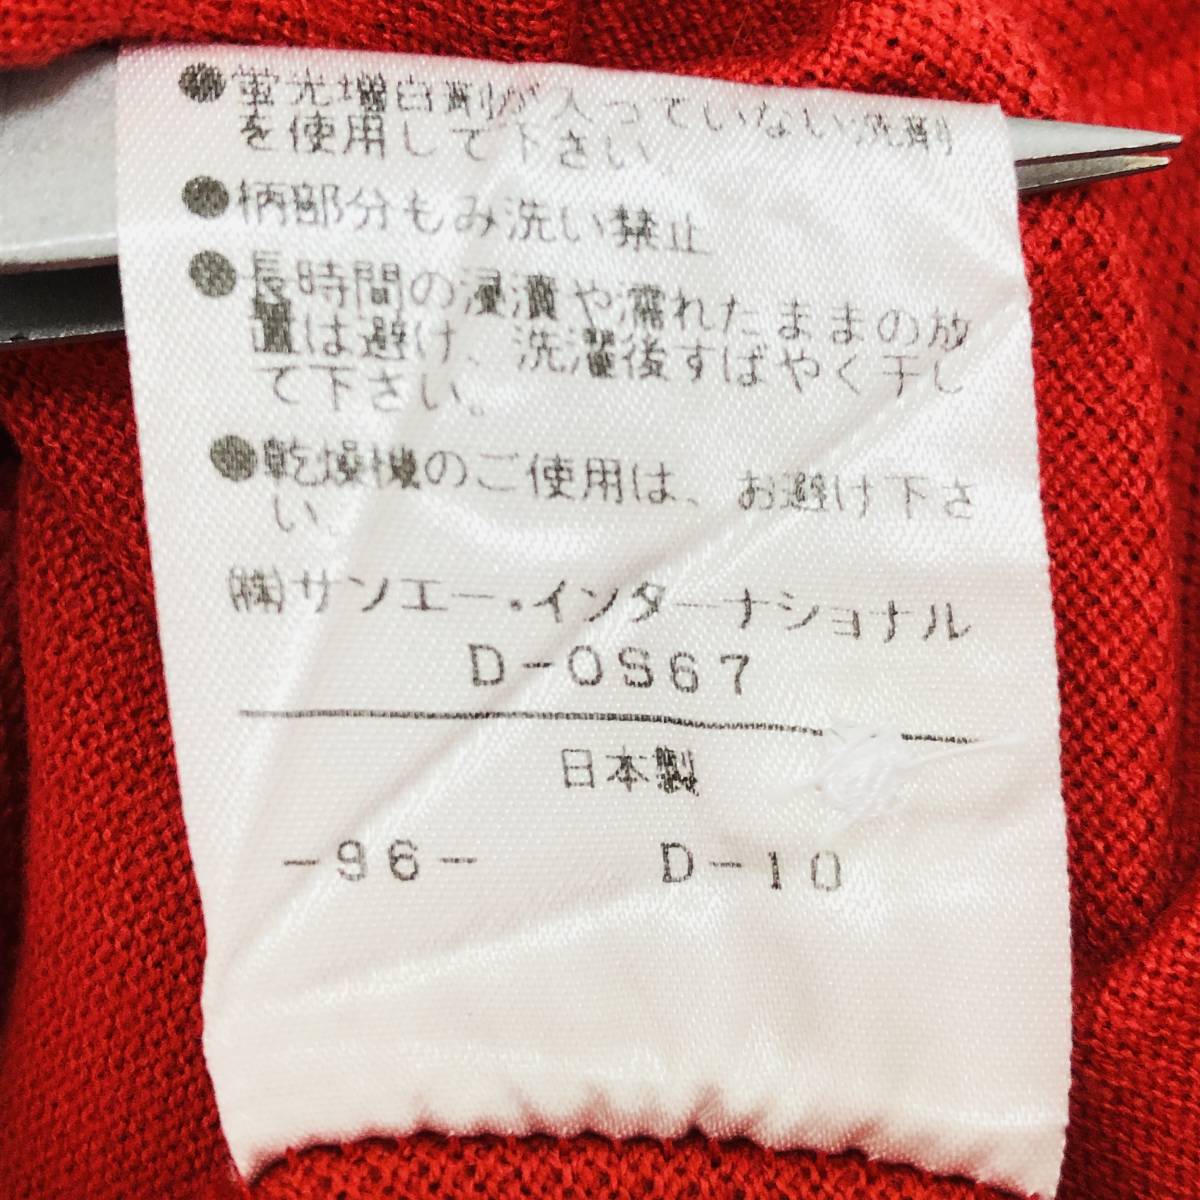 ●蛍光増白剤が入っていない洗剤
を使用して下さい。
●柄部分もみ洗い禁止
●長時間の浸漬や濡れたままの放
置は避け、洗濯後すばやく干し
て下さい。
●乾燥機のご使用は、お避け下さ
い。
㈱サンエー・インターナショナル
D-0S67
日本製
-96- D-10